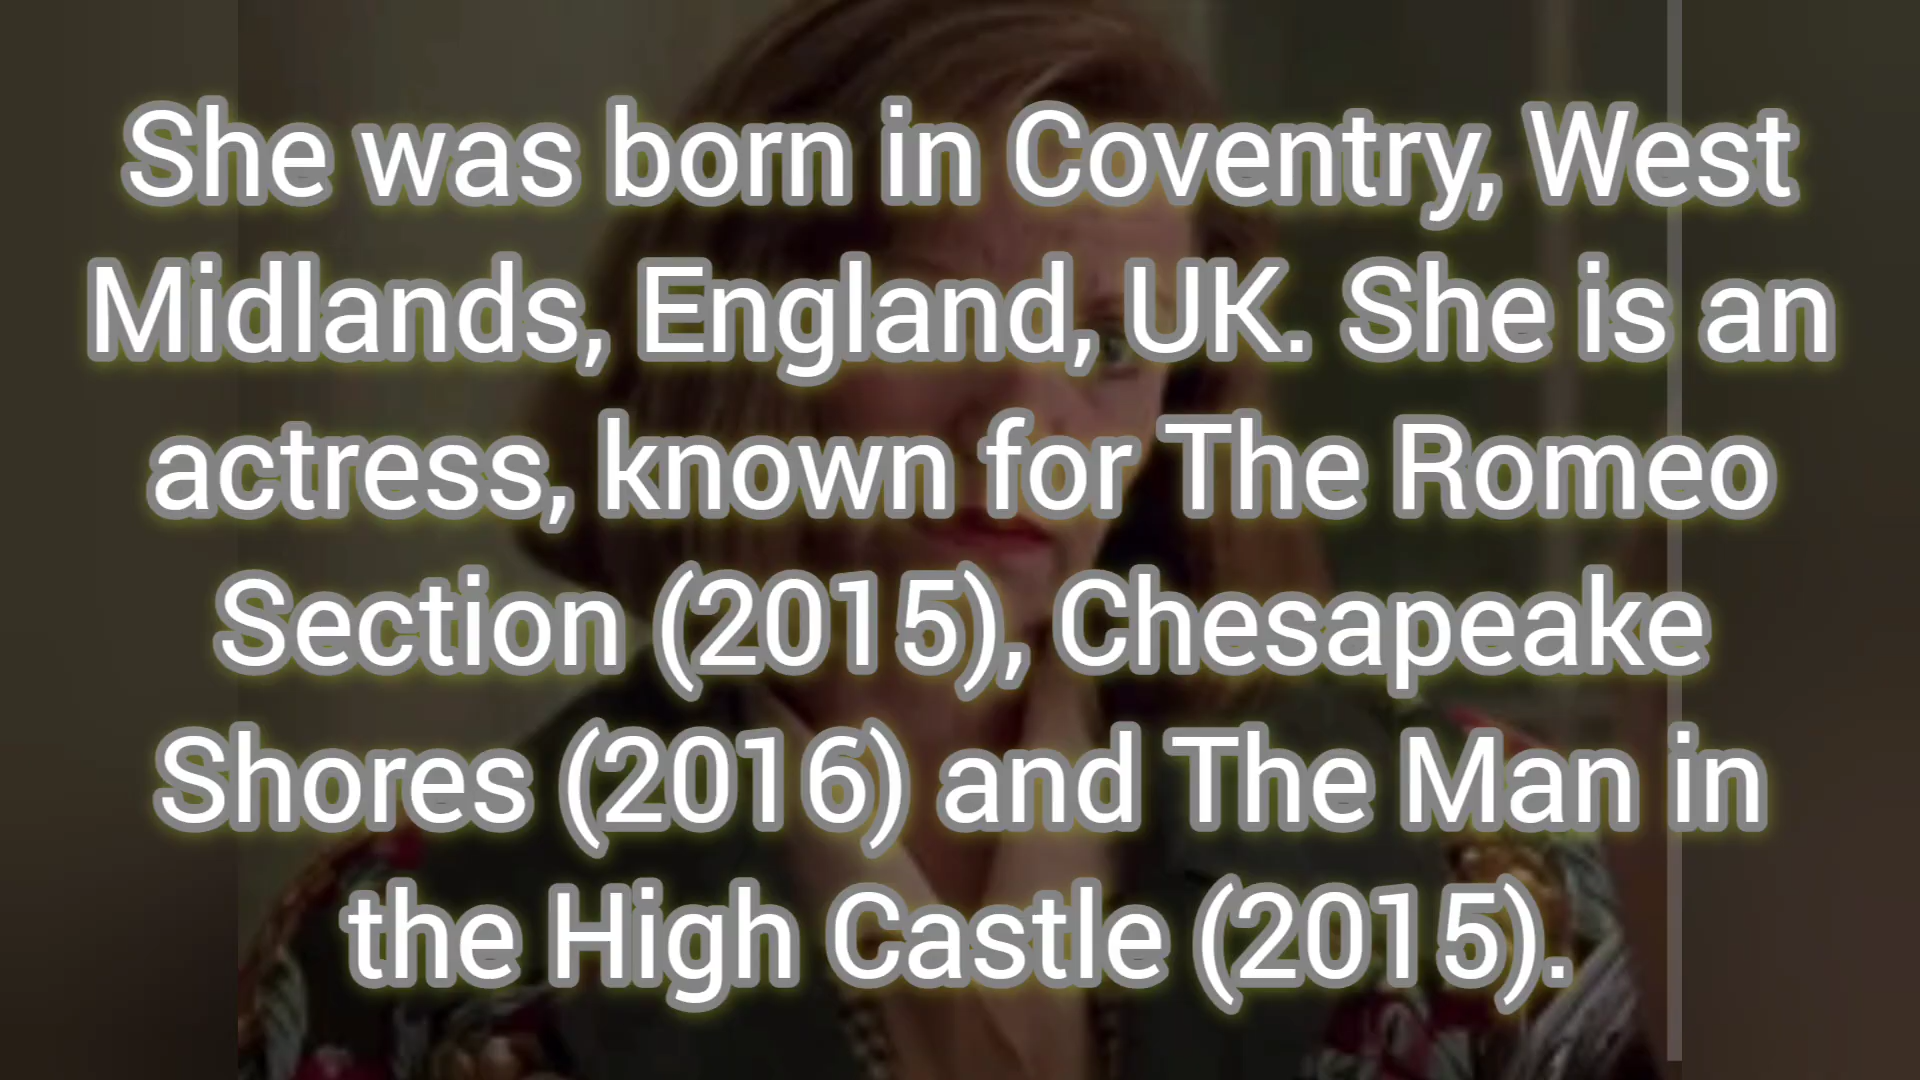 She was born in Coventry, West
Midlands, England, UK. She is an
actress, known for The Romeo
Section (2015), Chesapeake
Shores (2016) and The Man in
the High Castle (2015).